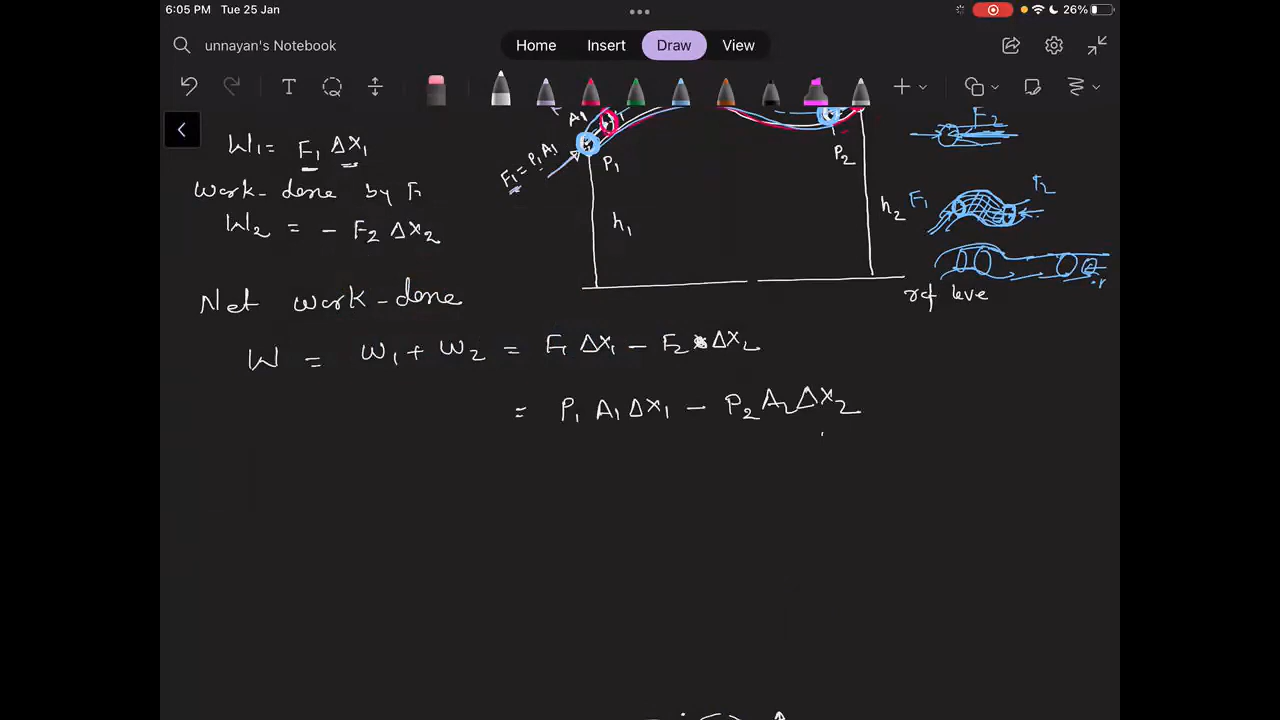 6:05 PM Tue 25 Jan
26%
unnayan's Notebook
Home Insert Draw View
W₁ = F₁ Δx₁
work-done by F
W₂ = - F₂ Δx₂
A₁
F₁ = P₁A₁
P₁
h₁
P₂
h₂
ref leve
F₂
F₁
F₂
Net work-done
W = W₁ + W₂ = F₁ Δx₁ - F₂ Δx₂
= P₁ A₁ Δx₁ - P₂ A₂ Δx₂